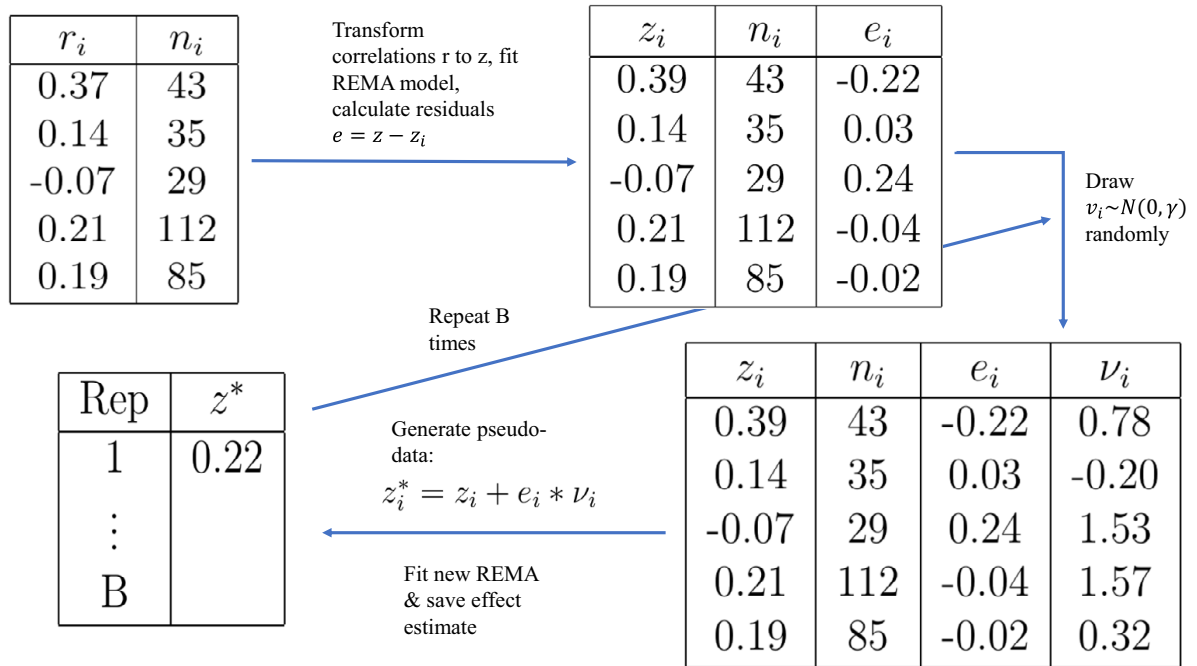 r_i n_i
0.37 43
0.14 35
-0.07 29
0.21 112
0.19 85
Transform
correlations r to z, fit
REMA model,
calculate residuals
e = z − z_i
z_i n_i e_i
0.39 43 -0.22
0.14 35 0.03
-0.07 29 0.24
0.21 112 -0.04
0.19 85 -0.02
Draw
v_i~N(0, γ)
randomly
z_i n_i e_i ν_i
0.39 43 -0.22 0.78
0.14 35 0.03 -0.20
-0.07 29 0.24 1.53
0.21 112 -0.04 1.57
0.19 85 -0.02 0.32
Generate pseudo-
data:
z_i^* = z_i + e_i * ν_i
Fit new REMA
& save effect
estimate
Rep z^*
1 0.22
⋮
B
Repeat B
times